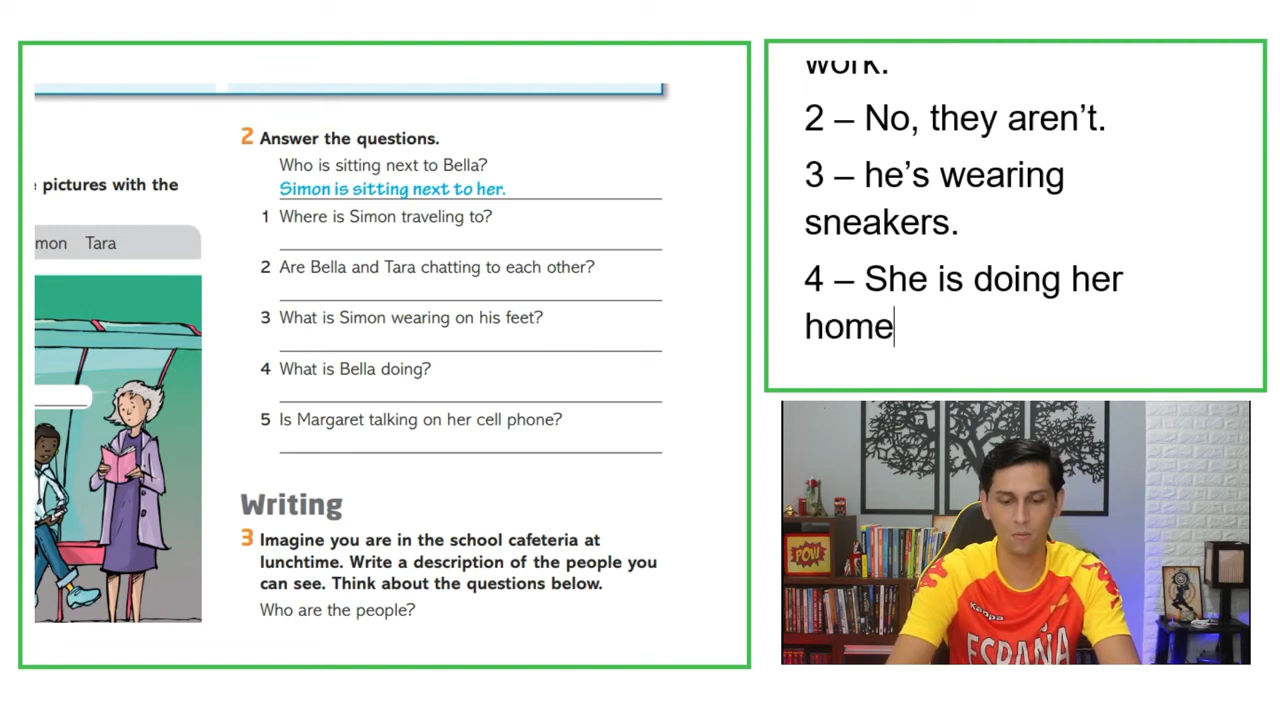 2 Answer the questions.
Who is sitting next to Bella?
Simon is sitting next to her.
pictures with the
1 Where is Simon traveling to?
mon Tara
2 Are Bella and Tara chatting to each other?
3 What is Simon wearing on his feet?
4 What is Bella doing?
5 Is Margaret talking on her cell phone?
Writing
3 Imagine you are in the school cafeteria at
lunchtime. Write a description of the people you
can see. Think about the questions below.
Who are the people?
work.
2 – No, they aren’t.
3 – he’s wearing
sneakers.
4 – She is doing her
home
POW
Kappa
ESPAÑA